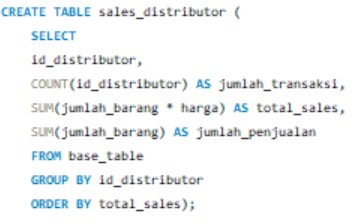 CREATE TABLE sales_distributor (
SELECT
id_distributor,
COUNT(id_distributor) AS jumlah_transaksi,
SUM(jumlah_barang * harga) AS total_sales,
SUM(jumlah_barang) AS jumlah_penjualan
FROM base_table
GROUP BY id_distributor
ORDER BY total_sales);